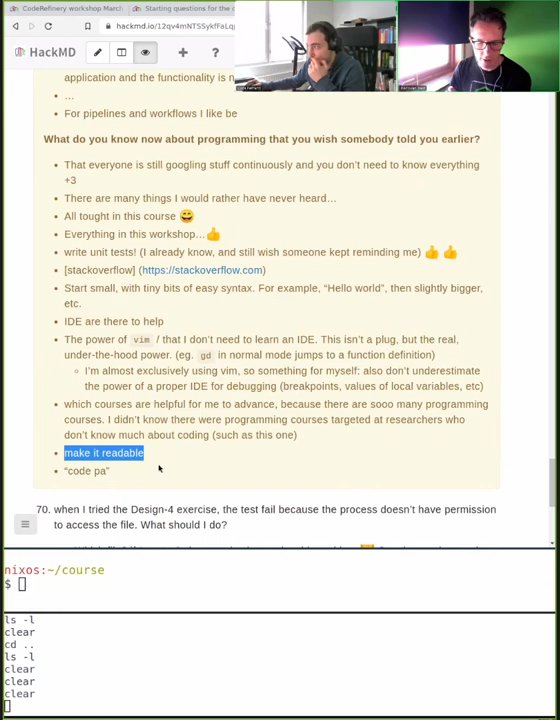 CodeRefinery workshop March
Starting questions for the d
hackmd.io/12qv4mNTSSykfFaLq
HackMD
application and the functionality is n
…
For pipelines and workflows I like be
What do you know now about programming that you wish somebody told you earlier?
That everyone is still googling stuff continuously and you don't need to know everything
+3
There are many things I would rather have never heard…
All tought in this course 😄
Everything in this workshop…👍
write unit tests! (I already know, and still wish someone kept reminding me) 👍 👍
[stackoverflow] (https://stackoverflow.com)
Start small, with tiny bits of easy syntax. For example, “Hello world”, then slightly bigger,
etc.
IDE are there to help
The power of vim / that I don't need to learn an IDE. This isn't a plug, but the real,
under-the-hood power. (eg. gd in normal mode jumps to a function definition)
I'm almost exclusively using vim, so something for myself: also don't underestimate
the power of a proper IDE for debugging (breakpoints, values of local variables, etc)
which courses are helpful for me to advance, because there are sooo many programming
courses. I didn't know there were programming courses targeted at researchers who
don't know much about coding (such as this one)
make it readable
“code pa”
70. when I tried the Design-4 exercise, the test fail because the process doesn't have permission
to access the file. What should I do?
nixos:~/course
$
ls -l
clear
cd ..
ls -l
clear
clear
clear